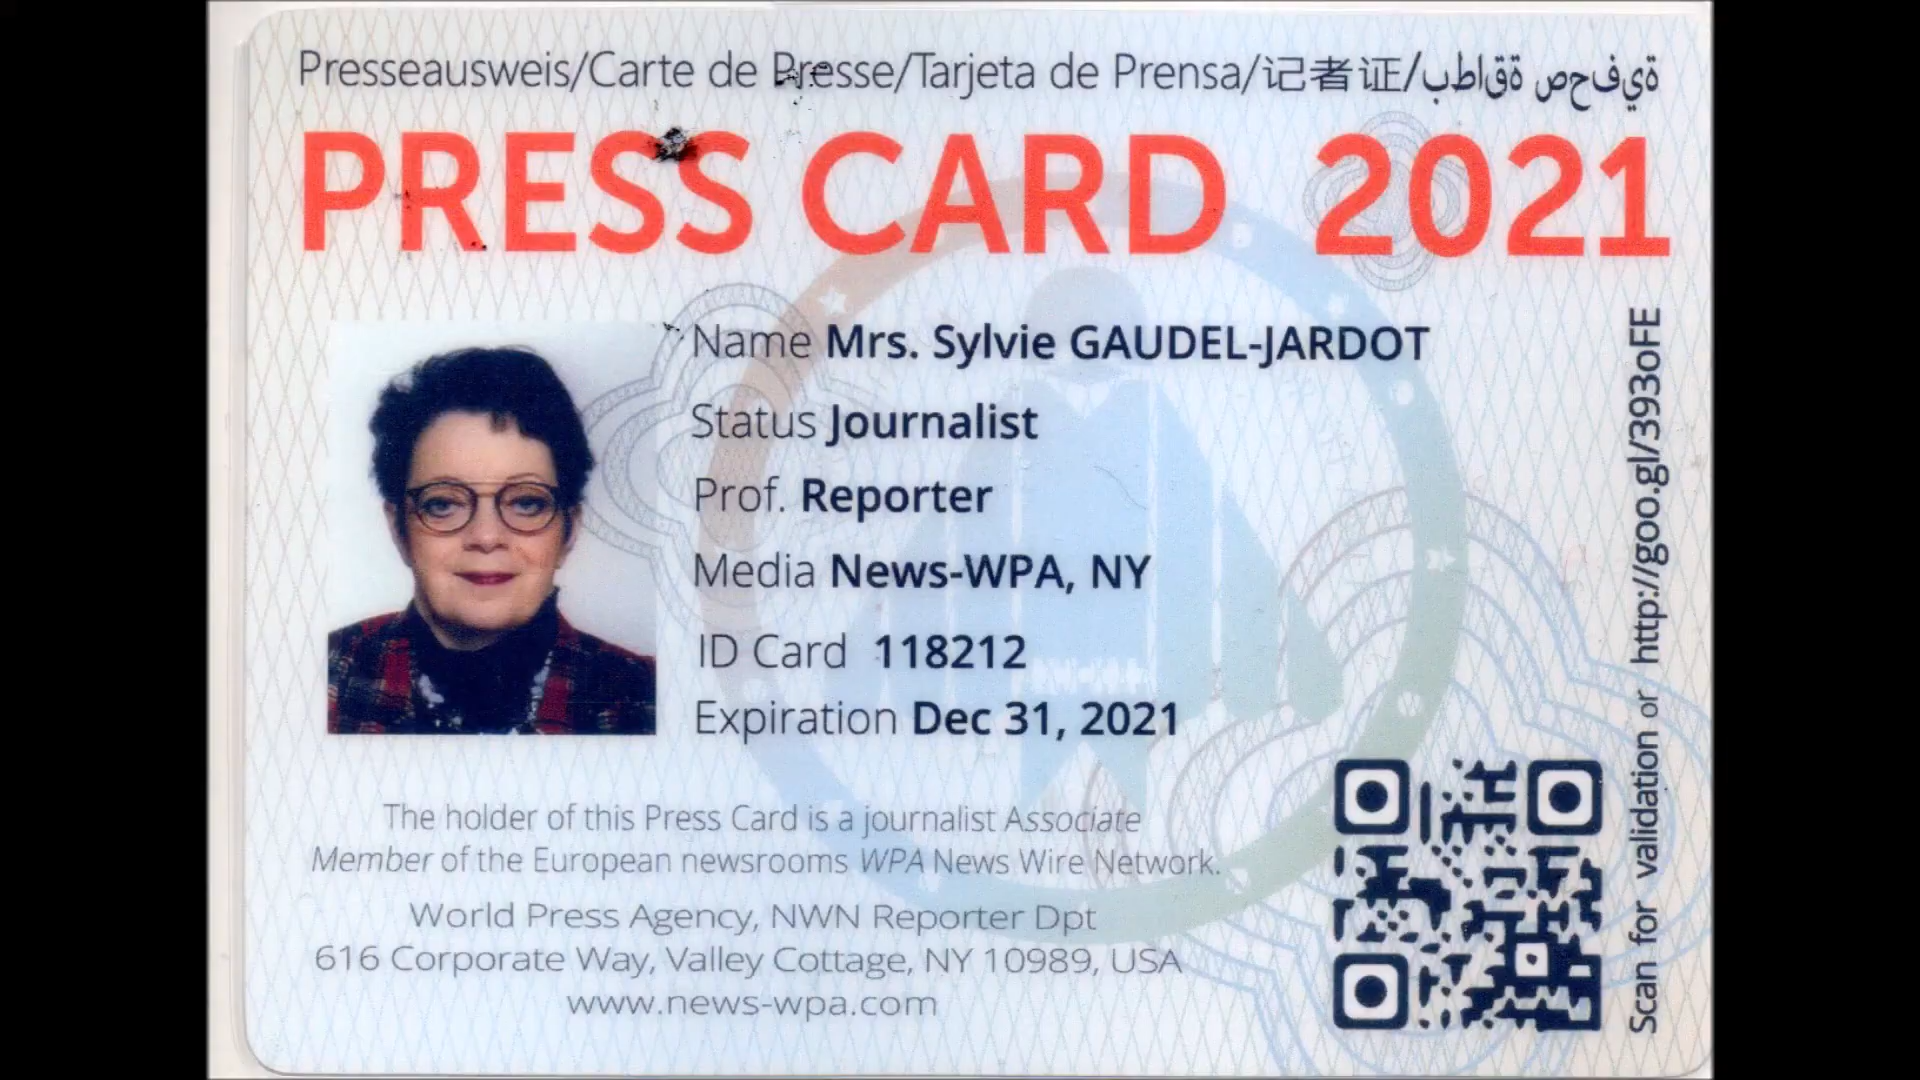 Presseausweis/Carte de Presse/Tarjeta de Prensa/记者证/ةيفحص ةقاطب
PRESS CARD 2021
Name Mrs. Sylvie GAUDEL-JARDOT
Status Journalist
Prof. Reporter
Media News-WPA, NY
ID Card 118212
Expiration Dec 31, 2021
The holder of this Press Card is a journalist Associate
Member of the European newsrooms WPA News Wire Network.
World Press Agency, NWN Reporter Dpt
616 Corporate Way, Valley Cottage, NY 10989, USA
www.news-wpa.com
Scan for validation or http://goo.gl/393oFE